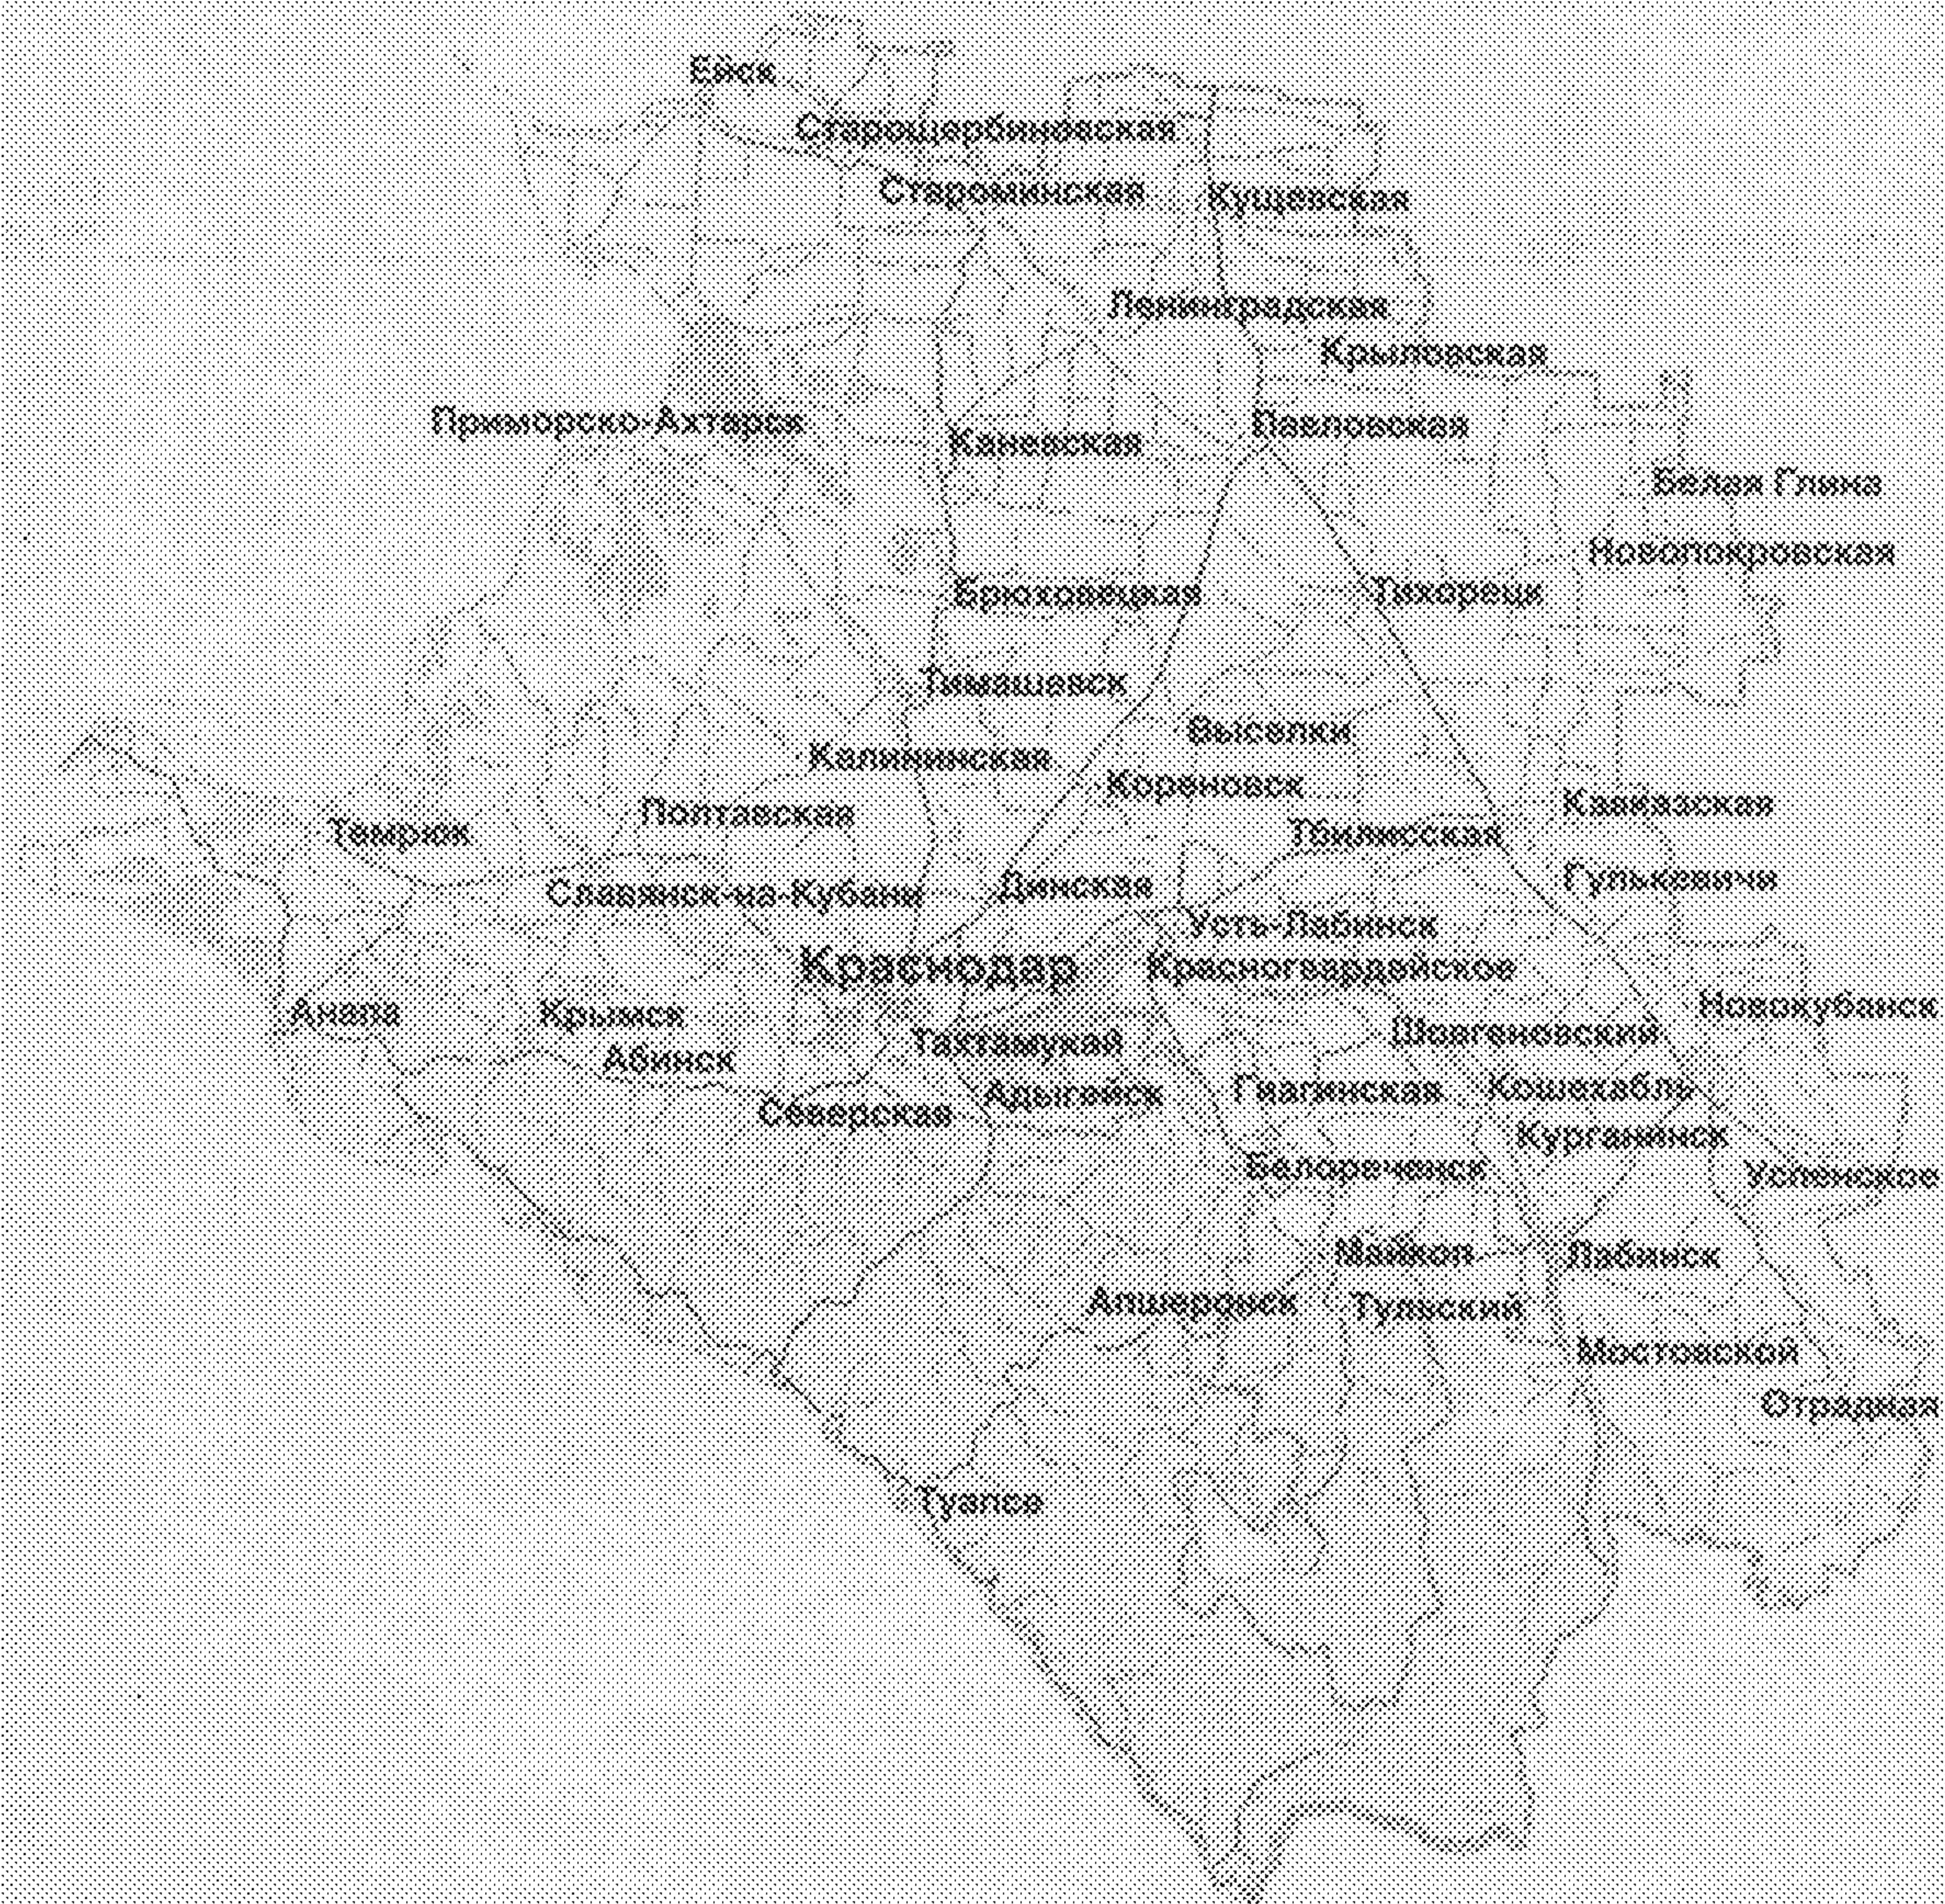 Ейск
Старощербиновская
Староминская
Кущевская
Ленинградская
Крыловская
Приморско-Ахтарск
Каневская
Павловская
Белая Глина
Новопокровская
Брюховецкая
Тихорецк
Тимашевск
Выселки
Калининская
Кореновск
Кавказская
Полтавская
Темрюк
Тбилисская
Гулькевичи
Славянск-на-Кубани
Динская
Усть-Лабинск
Краснодар
Красногвардейское
Новокубанск
Анапа
Крымск
Шовгеновский
Тахтамукай
Абинск
Адыгейск
Гиагинская
Кошехабль
Северская
Курганинск
Белореченск
Успенское
Майкоп
Лабинск
Апшеронск
Тульский
Мостовской
Отрадная
Туапсе